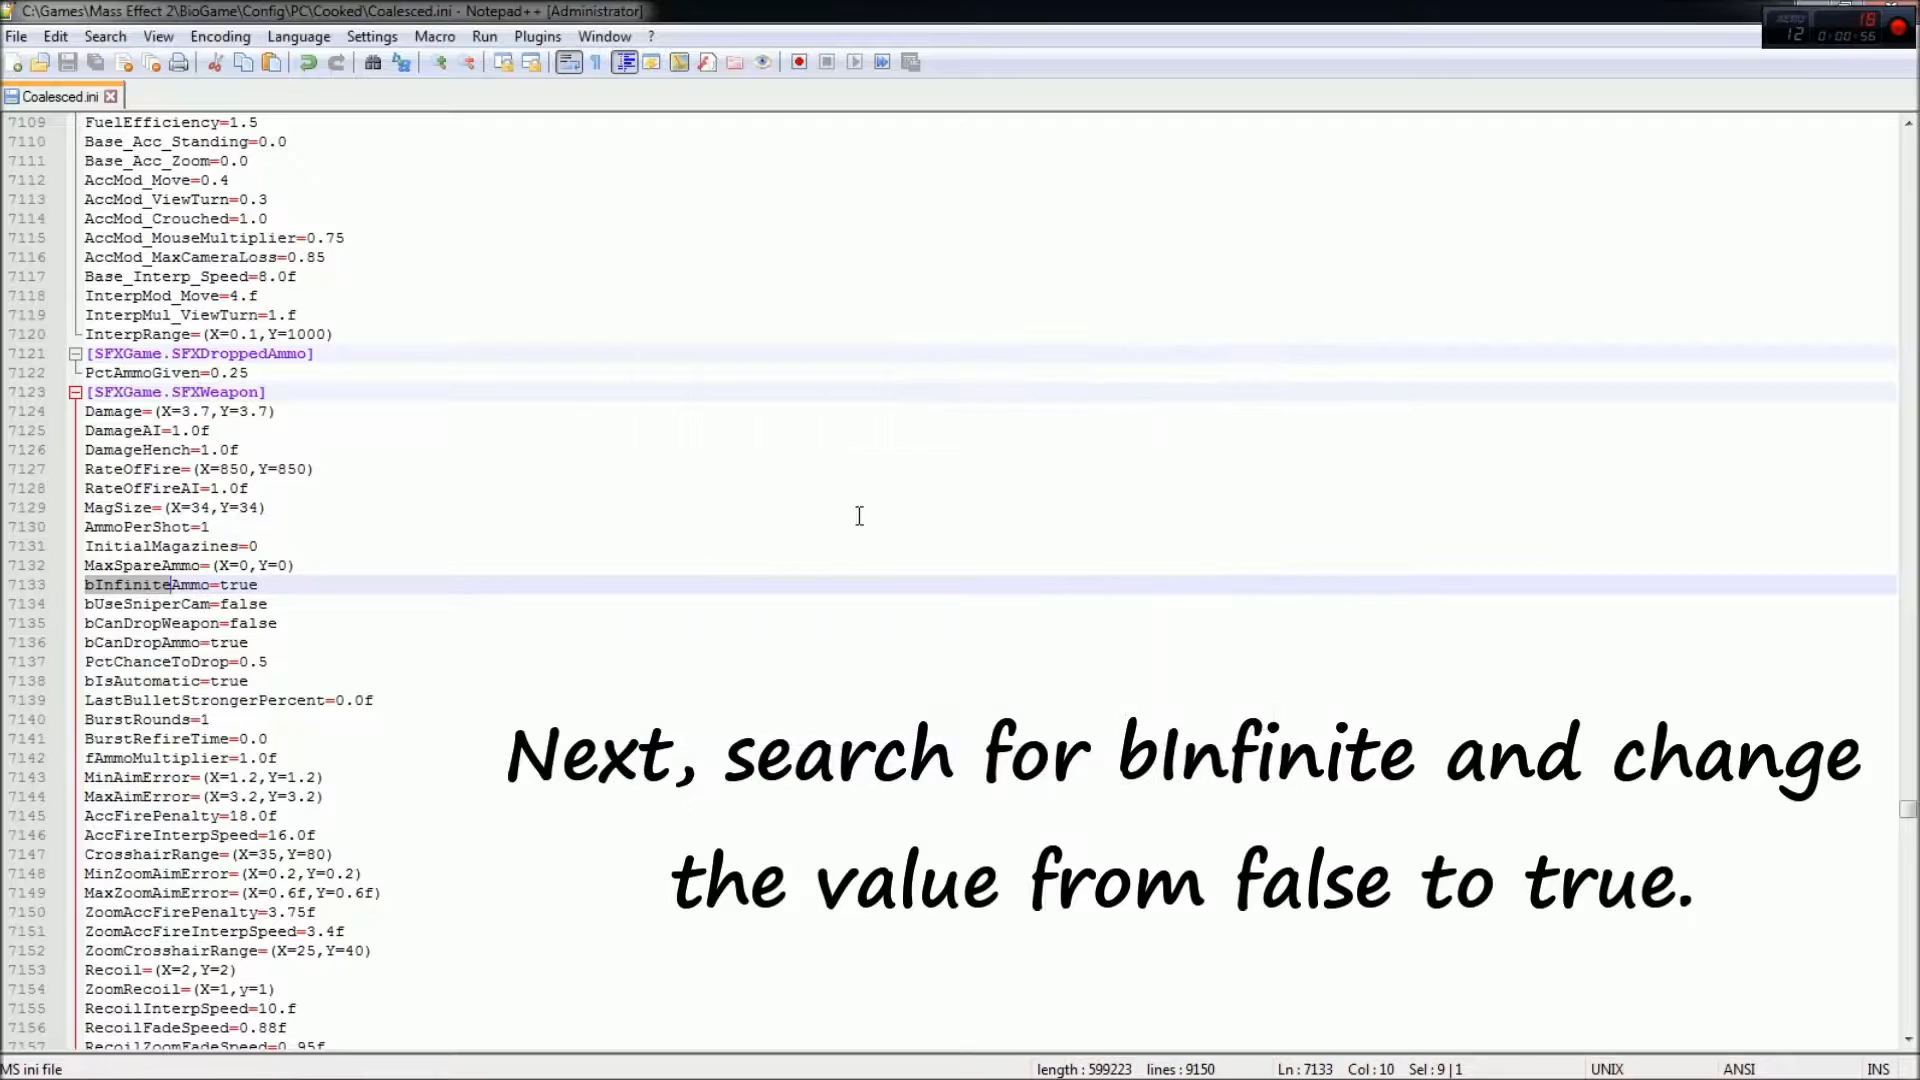 C:\Games\Mass Effect 2\BioGame\Config\PC\Cooked\Coalesced.ini - Notepad++ [Administrator]
File Edit Search View Encoding Language Settings Macro Run Plugins Window ?
12 18 0:00:56
Coalesced.ini
7109 FuelEfficiency=1.5
7110 Base_Acc_Standing=0.0
7111 Base_Acc_Zoom=0.0
7112 AccMod_Move=0.4
7113 AccMod_ViewTurn=0.3
7114 AccMod_Crouched=1.0
7115 AccMod_MouseMultiplier=0.75
7116 AccMod_MaxCameraLoss=0.85
7117 Base_Interp_Speed=8.0f
7118 InterpMod_Move=4.f
7119 InterpMul_ViewTurn=1.f
7120 InterpRange=(X=0.1,Y=1000)
7121 [SFXGame.SFXDroppedAmmo]
7122 PctAmmoGiven=0.25
7123 [SFXGame.SFXWeapon]
7124 Damage=(X=3.7,Y=3.7)
7125 DamageAI=1.0f
7126 DamageHench=1.0f
7127 RateOfFire=(X=850,Y=850)
7128 RateOfFireAI=1.0f
7129 MagSize=(X=34,Y=34)
7130 AmmoPerShot=1
7131 InitialMagazines=0
7132 MaxSpareAmmo=(X=0,Y=0)
7133 bInfiniteAmmo=true
7134 bUseSniperCam=false
7135 bCanDropWeapon=false
7136 bCanDropAmmo=true
7137 PctChanceToDrop=0.5
7138 bIsAutomatic=true
7139 LastBulletStrongerPercent=0.0f
7140 BurstRounds=1
7141 BurstRefireTime=0.0
7142 fAmmoMultiplier=1.0f
7143 MinAimError=(X=1.2,Y=1.2)
7144 MaxAimError=(X=3.2,Y=3.2)
7145 AccFirePenalty=18.0f
7146 AccFireInterpSpeed=16.0f
7147 CrosshairRange=(X=35,Y=80)
7148 MinZoomAimError=(X=0.2,Y=0.2)
7149 MaxZoomAimError=(X=0.6f,Y=0.6f)
7150 ZoomAccFirePenalty=3.75f
7151 ZoomAccFireInterpSpeed=3.4f
7152 ZoomCrosshairRange=(X=25,Y=40)
7153 Recoil=(X=2,Y=2)
7154 ZoomRecoil=(X=1,y=1)
7155 RecoilInterpSpeed=10.f
7156 RecoilFadeSpeed=0.88f
7157 RecoilZoomFadeSpeed=0.95f
Next, search for bInfinite and change
the value from false to true.
MS ini file length : 599223 lines : 9150 Ln : 7133 Col : 10 Sel : 9 | 1 UNIX ANSI INS